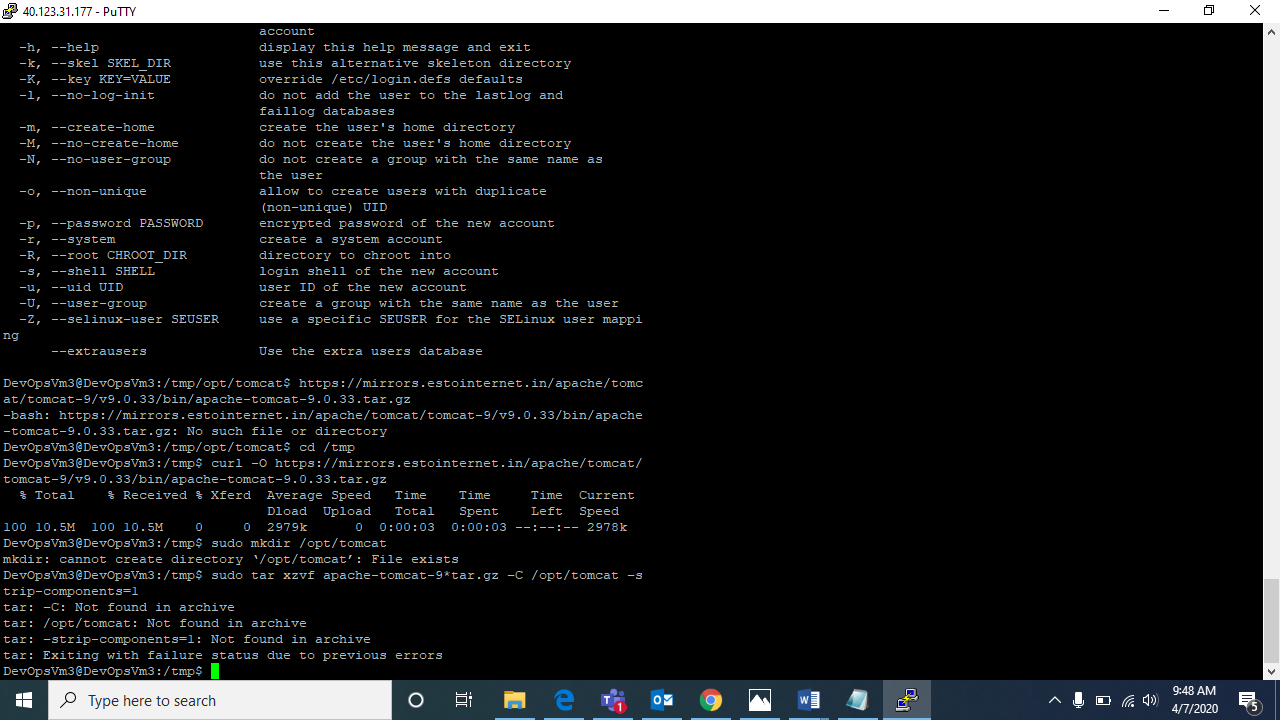 40.123.31.177 - PuTTY
account
-h, --help display this help message and exit
-k, --skel SKEL_DIR use this alternative skeleton directory
-K, --key KEY=VALUE override /etc/login.defs defaults
-l, --no-log-init do not add the user to the lastlog and
faillog databases
-m, --create-home create the user's home directory
-M, --no-create-home do not create the user's home directory
-N, --no-user-group do not create a group with the same name as
the user
-o, --non-unique allow to create users with duplicate
(non-unique) UID
-p, --password PASSWORD encrypted password of the new account
-r, --system create a system account
-R, --root CHROOT_DIR directory to chroot into
-s, --shell SHELL login shell of the new account
-u, --uid UID user ID of the new account
-U, --user-group create a group with the same name as the user
-Z, --selinux-user SEUSER use a specific SEUSER for the SELinux user mappi
ng
--extrausers Use the extra users database
DevOpsVm3@DevOpsVm3:/tmp/opt/tomcat$ https://mirrors.estointernet.in/apache/tomc
at/tomcat-9/v9.0.33/bin/apache-tomcat-9.0.33.tar.gz
-bash: https://mirrors.estointernet.in/apache/tomcat/tomcat-9/v9.0.33/bin/apache
-tomcat-9.0.33.tar.gz: No such file or directory
DevOpsVm3@DevOpsVm3:/tmp/opt/tomcat$ cd /tmp
DevOpsVm3@DevOpsVm3:/tmp$ curl -O https://mirrors.estointernet.in/apache/tomcat/
tomcat-9/v9.0.33/bin/apache-tomcat-9.0.33.tar.gz
% Total % Received % Xferd Average Speed Time Time Time Current
Dload Upload Total Spent Left Speed
100 10.5M 100 10.5M 0 0 2979k 0 0:00:03 0:00:03 --:--:-- 2978k
DevOpsVm3@DevOpsVm3:/tmp$ sudo mkdir /opt/tomcat
mkdir: cannot create directory ‘/opt/tomcat’: File exists
DevOpsVm3@DevOpsVm3:/tmp$ sudo tar xzvf apache-tomcat-9*tar.gz –C /opt/tomcat –s
trip-components=1
tar: –C: Not found in archive
tar: /opt/tomcat: Not found in archive
tar: –strip-components=1: Not found in archive
tar: Exiting with failure status due to previous errors
DevOpsVm3@DevOpsVm3:/tmp$
Type here to search
1
9:48 AM
4/7/2020
5